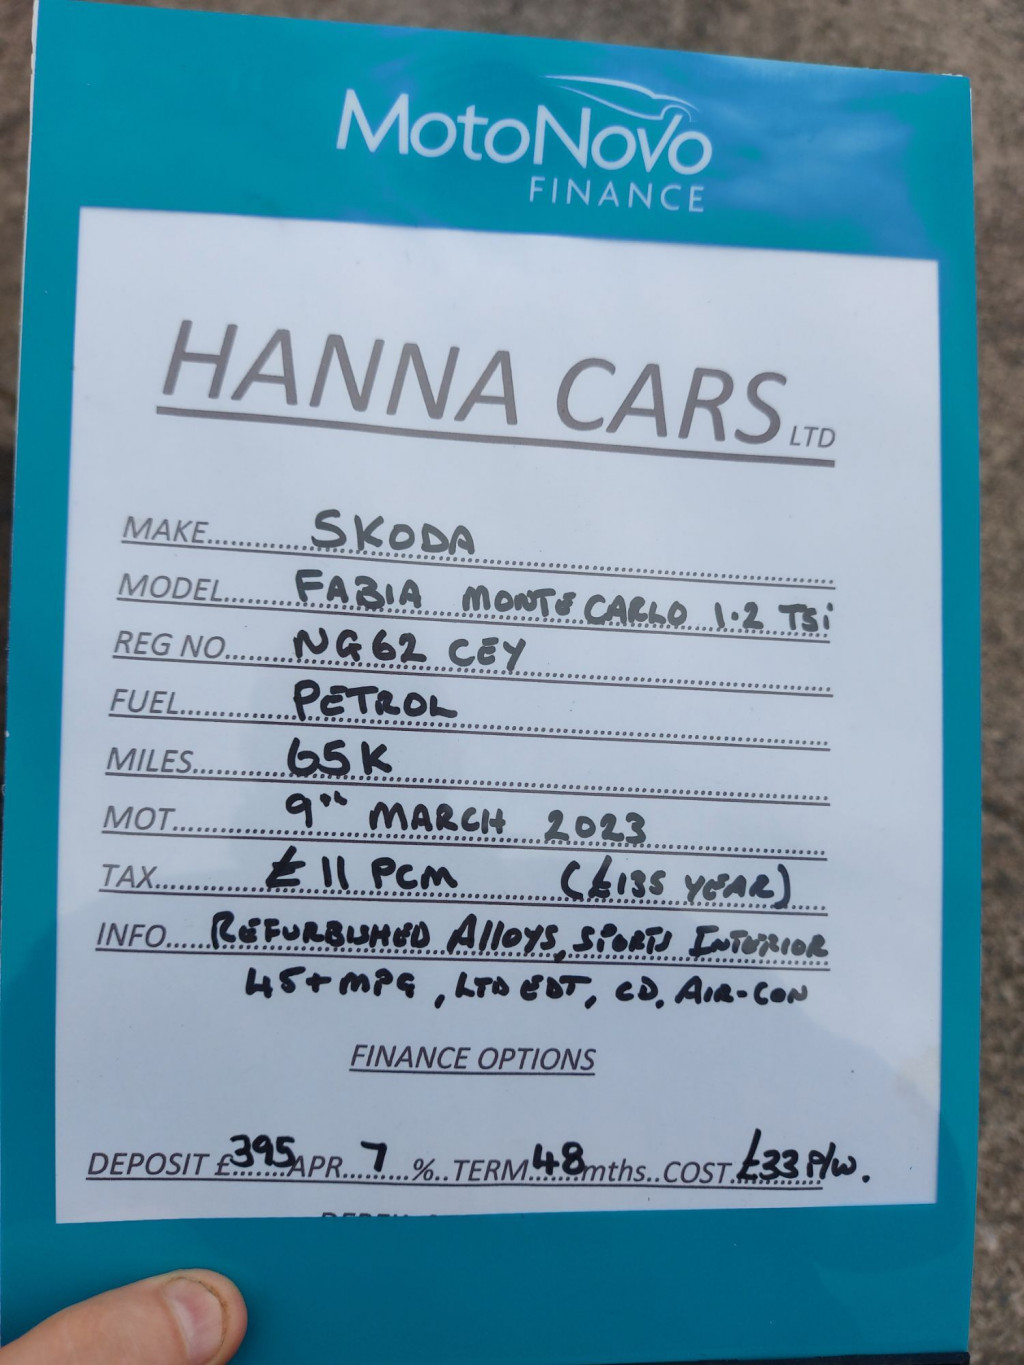 MotoNovo
FINANCE
HANNA CARS LTD
MAKE........... SKODA
MODEL...... FABIA MONTE CARLO 1.2 TSi
REG NO...... NG62 CEY
FUEL........... PETROL
MILES.......... 65K
MOT........... 9th MARCH 2023
TAX........... £11 PCM (£135 YEAR)
INFO..... REFURBISHED Alloys, SPORTS INTERIOR
45+MPG, LTD EDT, CD, AIR-CON
FINANCE OPTIONS
DEPOSIT £395 APR...7...%..TERM 48 mths..COST £33 P/W.